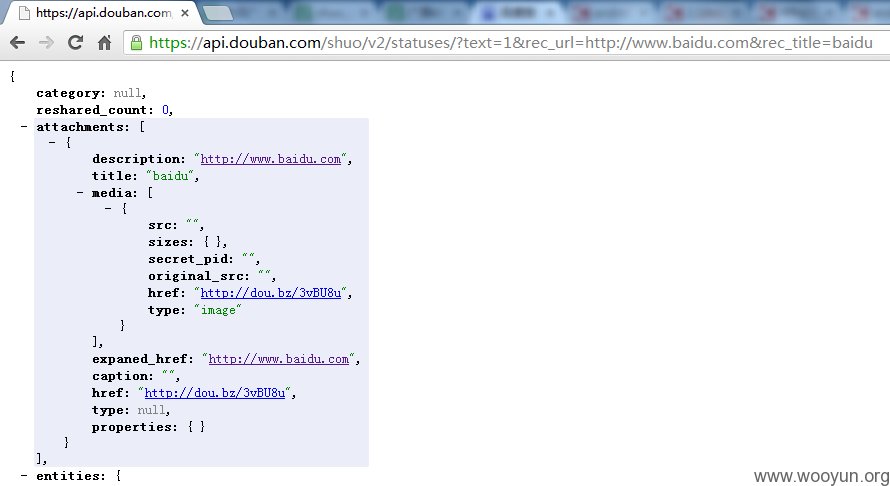 https://api.douban.com
https://api.douban.com/shuo/v2/statuses/?text=1&rec_url=http://www.baidu.com&rec_title=baidu
{
category: null,
reshared_count: 0,
- attachments: [
- {
description: "http://www.baidu.com",
title: "baidu",
- media: [
- {
src: "",
sizes: { },
secret_pid: "",
original_src: "",
href: "http://dou.bz/3vBU8u",
type: "image"
}
],
expaned_href: "http://www.baidu.com",
caption: "",
href: "http://dou.bz/3vBU8u",
type: null,
properties: { }
}
],
- entities: {
www.wooyun.org